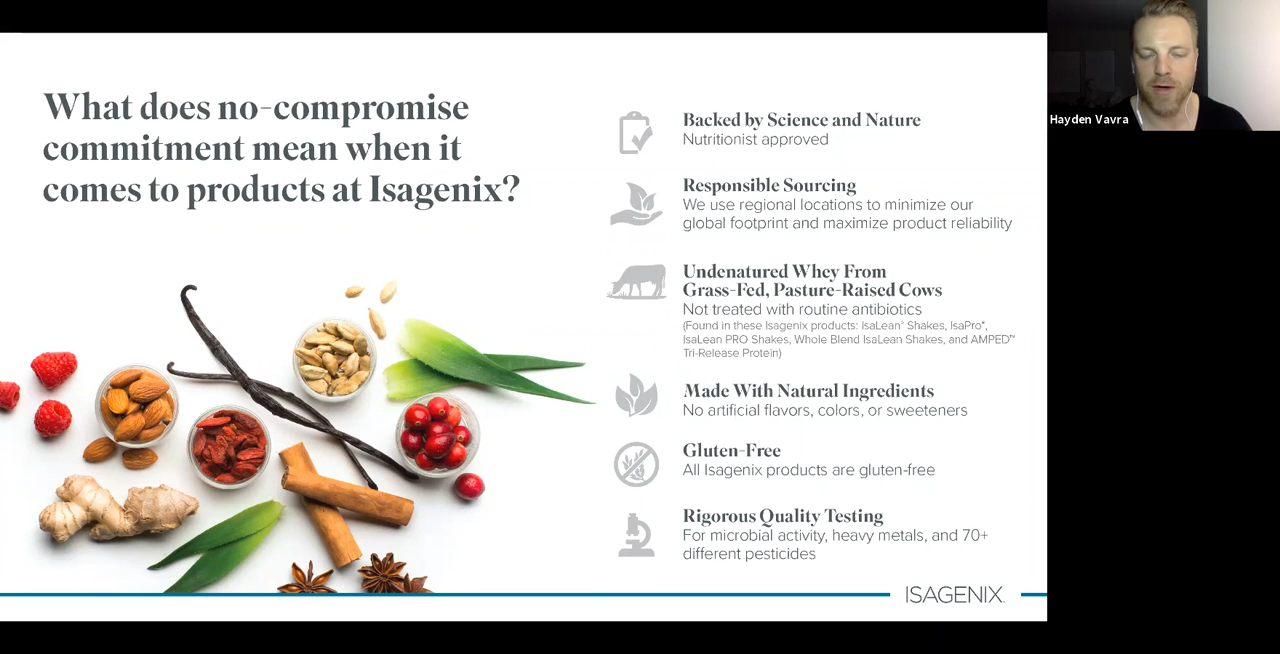 What does no-compromise
commitment mean when it
comes to products at Isagenix?
Backed by Science and Nature
Nutritionist approved
Responsible Sourcing
We use regional locations to minimize our
global footprint and maximize product reliability
Undenatured Whey From
Grass-Fed, Pasture-Raised Cows
Not treated with routine antibiotics
(Found in these Isagenix products: IsaLean® Shakes, IsaPro®,
IsaLean PRO Shakes, Whole Blend IsaLean Shakes, and AMPED™
Tri-Release Protein)
Made With Natural Ingredients
No artificial flavors, colors, or sweeteners
Gluten-Free
All Isagenix products are gluten-free
Rigorous Quality Testing
For microbial activity, heavy metals, and 70+
different pesticides
ISAGENIX
Hayden Vavra